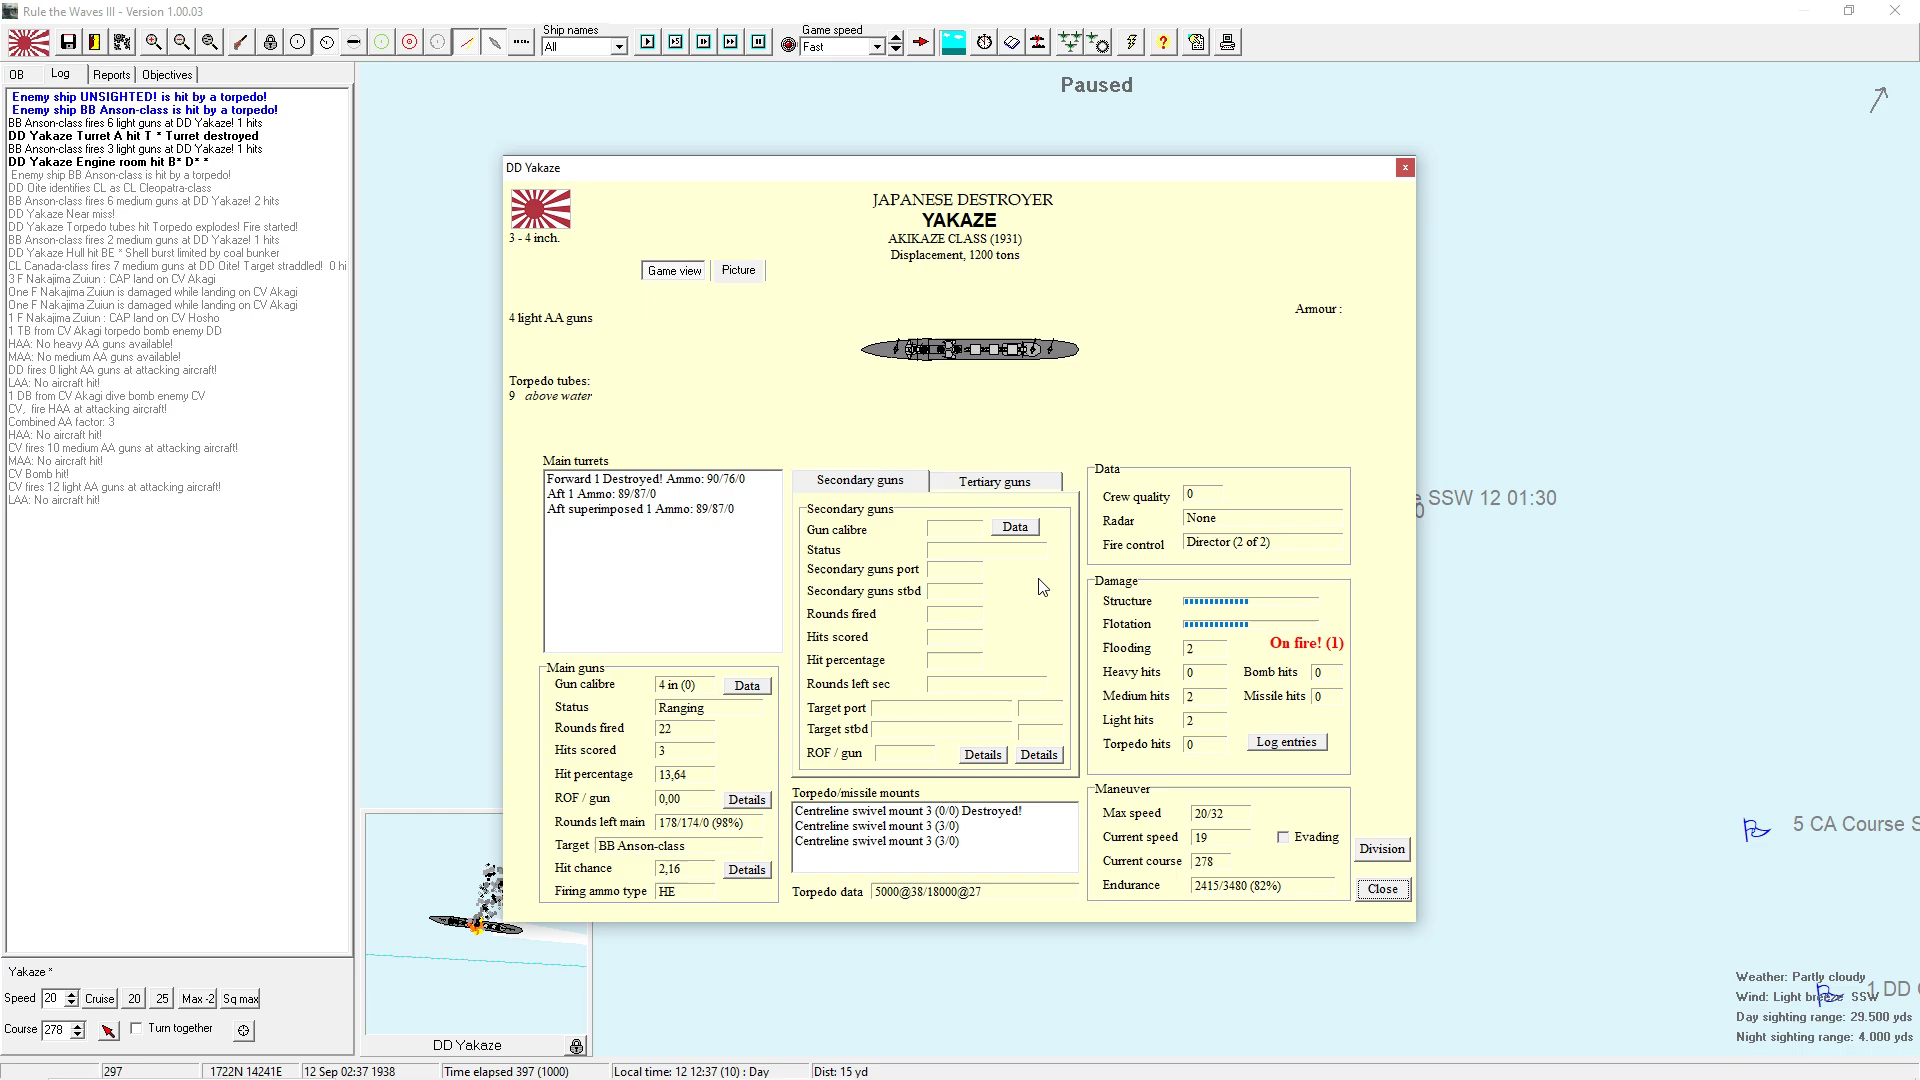 Rule the Waves III - Version 1.00.03
Ship names
All
Game speed
Fast
OB
Log
Reports
Objectives
Enemy ship UNSIGHTED! is hit by a torpedo!
Enemy ship BB Anson-class is hit by a torpedo!
BB Anson-class fires 6 light guns at DD Yakaze! 1 hits
DD Yakaze Turret A hit T * Turret destroyed
BB Anson-class fires 3 light guns at DD Yakaze! 1 hits
DD Yakaze Engine room hit B* D* *
Enemy ship BB Anson-class is hit by a torpedo!
DD Oite identifies CL as CL Cleopatra-class
BB Anson-class fires 6 medium guns at DD Yakaze! 2 hits
DD Yakaze Near miss!
DD Yakaze Torpedo tubes hit Torpedo explodes! Fire started!
BB Anson-class fires 2 medium guns at DD Yakaze! 1 hits
DD Yakaze Hull hit BE * Shell burst limited by coal bunker
CL Canada-class fires 7 medium guns at DD Oite! Target straddled!  0 hi
3 F Nakajima Zuiun : CAP land on CV Akagi
One F Nakajima Zuiun is damaged while landing on CV Akagi
One F Nakajima Zuiun is damaged while landing on CV Akagi
1 F Nakajima Zuiun : CAP land on CV Hosho
1 TB from CV Akagi torpedo bomb enemy DD
HAA: No heavy AA guns available!
MAA: No medium AA guns available!
DD fires 0 light AA guns at attacking aircraft!
LAA: No aircraft hit!
1 DB from CV Akagi dive bomb enemy CV
CV,  fire HAA at attacking aircraft!
Combined AA factor: 3
HAA: No aircraft hit!
CV fires 10 medium AA guns at attacking aircraft!
MAA: No aircraft hit!
CV Bomb hit!
CV fires 12 light AA guns at attacking aircraft!
LAA: No aircraft hit!
Yakaze *
Speed 20 Cruise 20 25 Max -2 Sq max
Course 278 Turn together
Paused
DD Yakaze
JAPANESE DESTROYER
YAKAZE
AKIKAZE CLASS (1931)
Displacement, 1200 tons
3 - 4 inch.
Game view
Picture
4 light AA guns
Armour :
Torpedo tubes:
9 above water
Main turrets
Forward 1 Destroyed! Ammo: 90/76/0
Aft 1 Ammo: 89/87/0
Aft superimposed 1 Ammo: 89/87/0
Main guns
Gun calibre 4 in (0) Data
Status Ranging
Rounds fired 22
Hits scored 3
Hit percentage 13,64
ROF / gun 0,00 Details
Rounds left main 178/174/0 (98%)
Target BB Anson-class
Hit chance 2,16 Details
Firing ammo type HE
Secondary guns
Tertiary guns
Secondary guns
Gun calibre Data
Status
Secondary guns port
Secondary guns stbd
Rounds fired
Hits scored
Hit percentage
Rounds left sec
Target port
Target stbd
ROF / gun Details Details
Torpedo/missile mounts
Centreline swivel mount 3 (0/0) Destroyed!
Centreline swivel mount 3 (3/0)
Centreline swivel mount 3 (3/0)
Torpedo data 5000@38/18000@27
Data
Crew quality 0
Radar None
Fire control Director (2 of 2)
Damage
Structure
Flotation
On fire! (1)
Flooding 2
Heavy hits 0 Bomb hits 0
Medium hits 2 Missile hits 0
Light hits 2
Torpedo hits 0 Log entries
Maneuver
Max speed 20/32
Current speed 19 Evading
Current course 278
Endurance 2415/3480 (82%)
Division
Close
SSW 12 01:30
5 CA Course S
1 DD
Weather: Partly cloudy
Wind: Light breeze SSW
Day sighting range: 29.500 yds
Night sighting range: 4.000 yds
DD Yakaze
297
1722N 14241E
12 Sep 02:37 1938
Time elapsed 397 (1000)
Local time: 12 12:37 (10) : Day
Dist: 15 yd